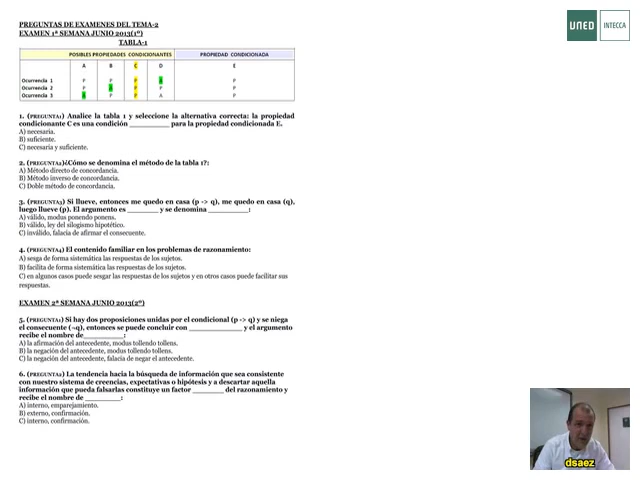 PREGUNTAS DE EXAMENES DEL TEMA-2
EXAMEN 1ª SEMANA JUNIO 2013(1º)
TABLA-1
POSIBLES PROPIEDADES CONDICIONANTES PROPIEDAD CONDICIONADA
A B C D E
Ocurrencia 1 P P P A P
Ocurrencia 2 P A P P P
Ocurrencia 3 A P P A P
1. (PREGUNTA1) Analice la tabla 1 y seleccione la alternativa correcta: la propiedad
condicionante C es una condición _________ para la propiedad condicionada E.
A) necesaria.
B) suficiente.
C) necesaria y suficiente.
2. (PREGUNTA2)¿Cómo se denomina el método de la tabla 1?:
A) Método directo de concordancia.
B) Método inverso de concordancia.
C) Doble método de concordancia.
3. (PREGUNTA3) Si llueve, entonces me quedo en casa (p -> q), me quedo en casa (q),
luego llueve (p). El argumento es _______ y se denomina _________:
A) válido, modus ponendo ponens.
B) válido, ley del silogismo hipotético.
C) inválido, falacia de afirmar el consecuente.
4. (PREGUNTA4) El contenido familiar en los problemas de razonamiento:
A) sesga de forma sistemática las respuestas de los sujetos.
B) facilita de forma sistemática las respuestas de los sujetos.
C) en algunos casos puede sesgar las respuestas de los sujetos y en otros casos puede facilitar sus
respuestas.
EXAMEN 2ª SEMANA JUNIO 2013(2º)
5. (PREGUNTA1) Si hay dos proposiciones unidas por el condicional (p -> q) y se niega
el consecuente (¬q), entonces se puede concluir con ____________ y el argumento
recibe el nombre de_________:
A) la afirmación del antecedente, modus tollendo tollens.
B) la negación del antecedente, modus tollendo tollens.
C) la negación del antecedente, falacia de negar el antecedente.
6. (PREGUNTA2) La tendencia hacia la búsqueda de información que sea consistente
con nuestro sistema de creencias, expectativas o hipótesis y a descartar aquella
información que pueda falsarlas constituye un factor _______ del razonamiento y
recibe el nombre de ________:
A) interno, emparejamiento.
B) externo, confirmación.
C) interno, confirmación.
UNED INTECCA
dsaez